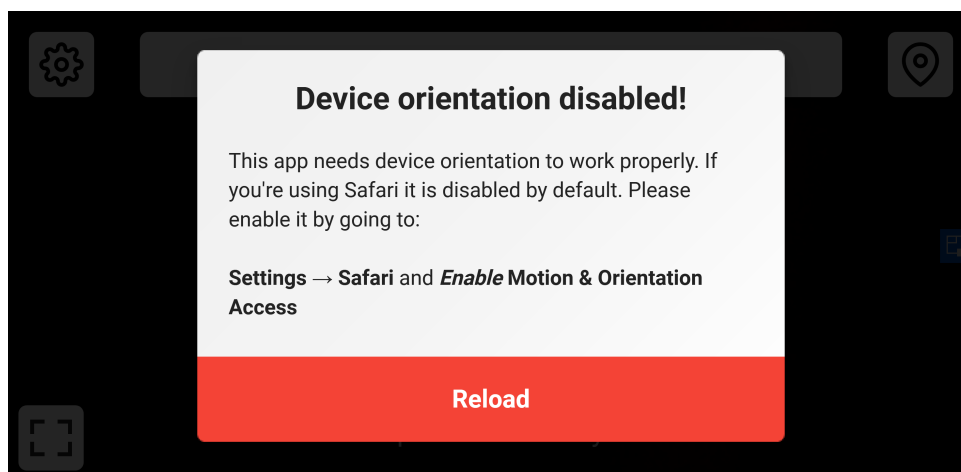 Device orientation disabled!
This app needs device orientation to work properly. If
you're using Safari it is disabled by default. Please
enable it by going to:
Settings → Safari and Enable Motion & Orientation
Access
Reload